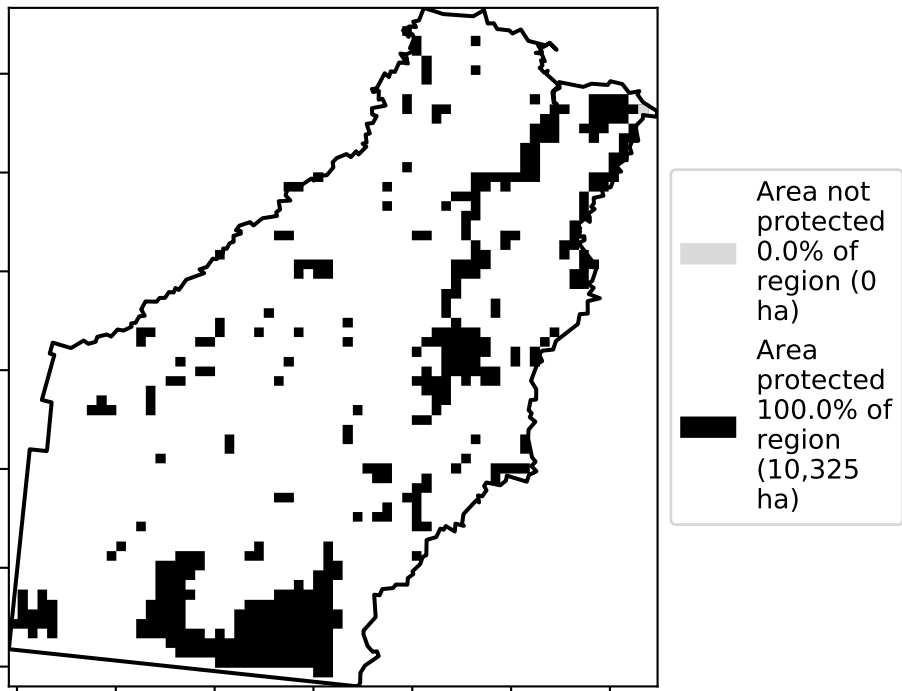 Area not
protected
0.0% of
region (0
ha)
Area
protected
100.0% of
region
(10,325
ha)